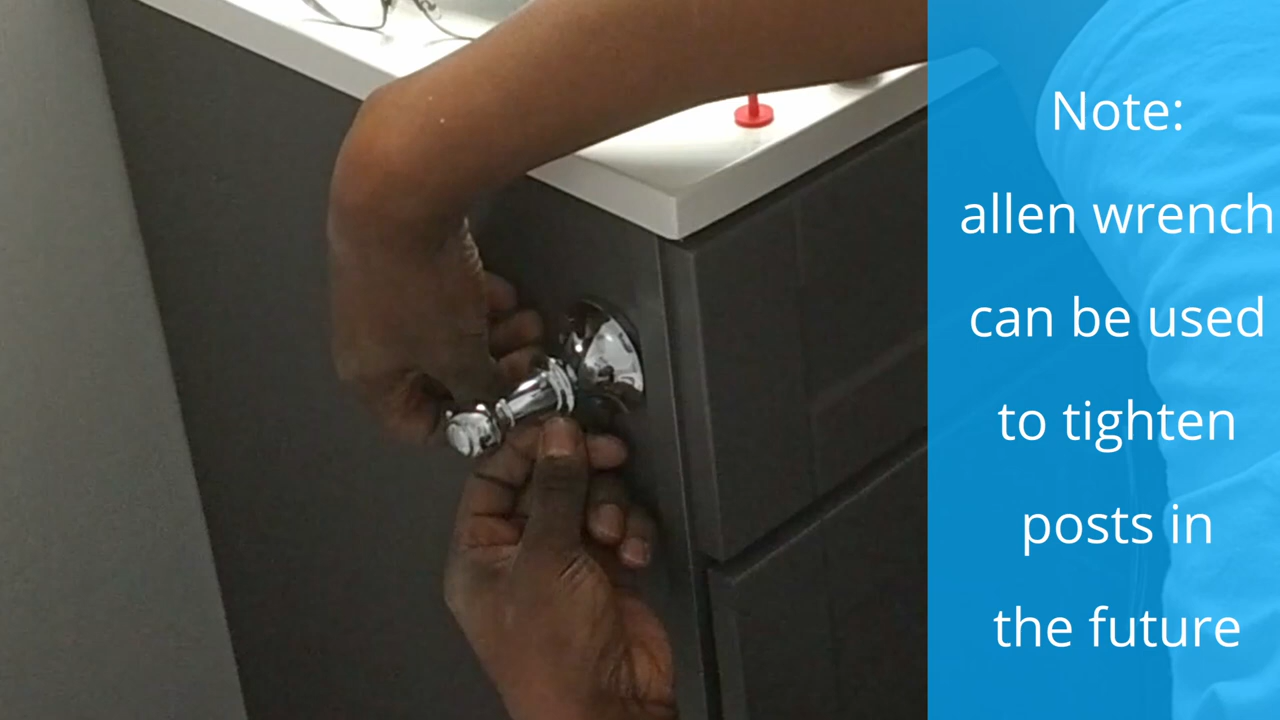 Note:
allen wrench
can be used
to tighten
posts in
the future